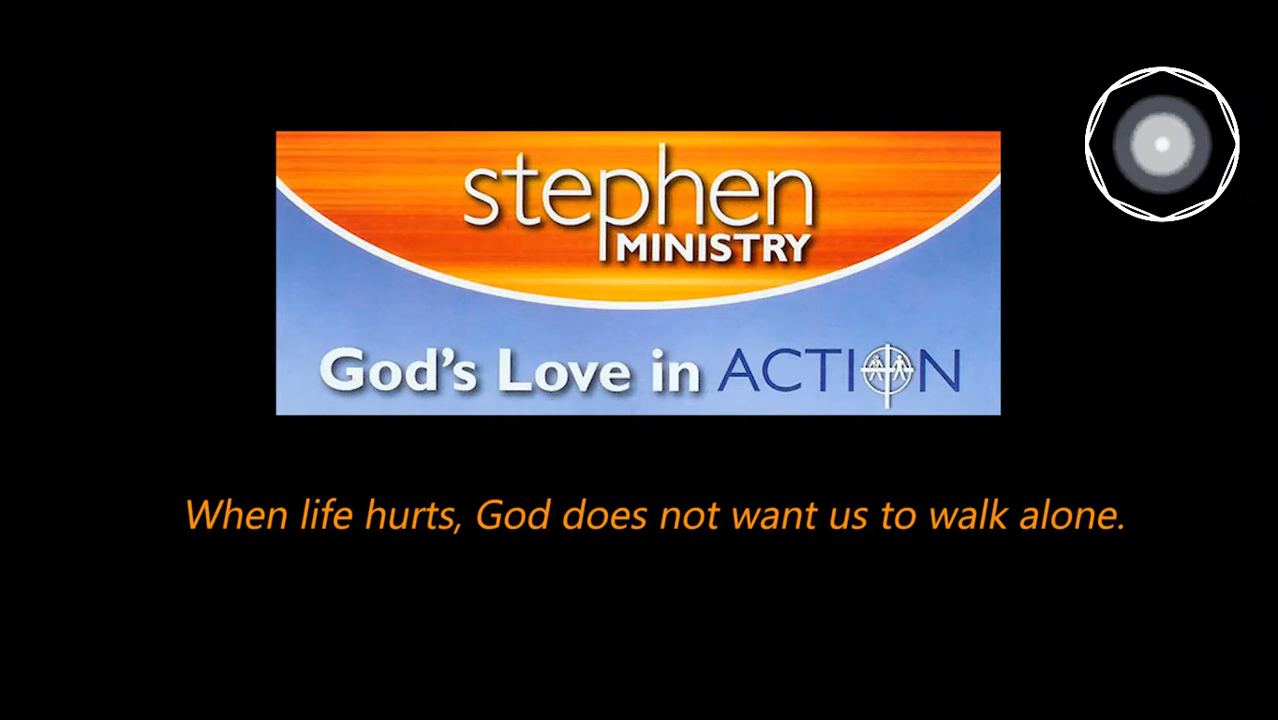 stephen
MINISTRY
God's Love in ACTION
When life hurts, God does not want us to walk alone.